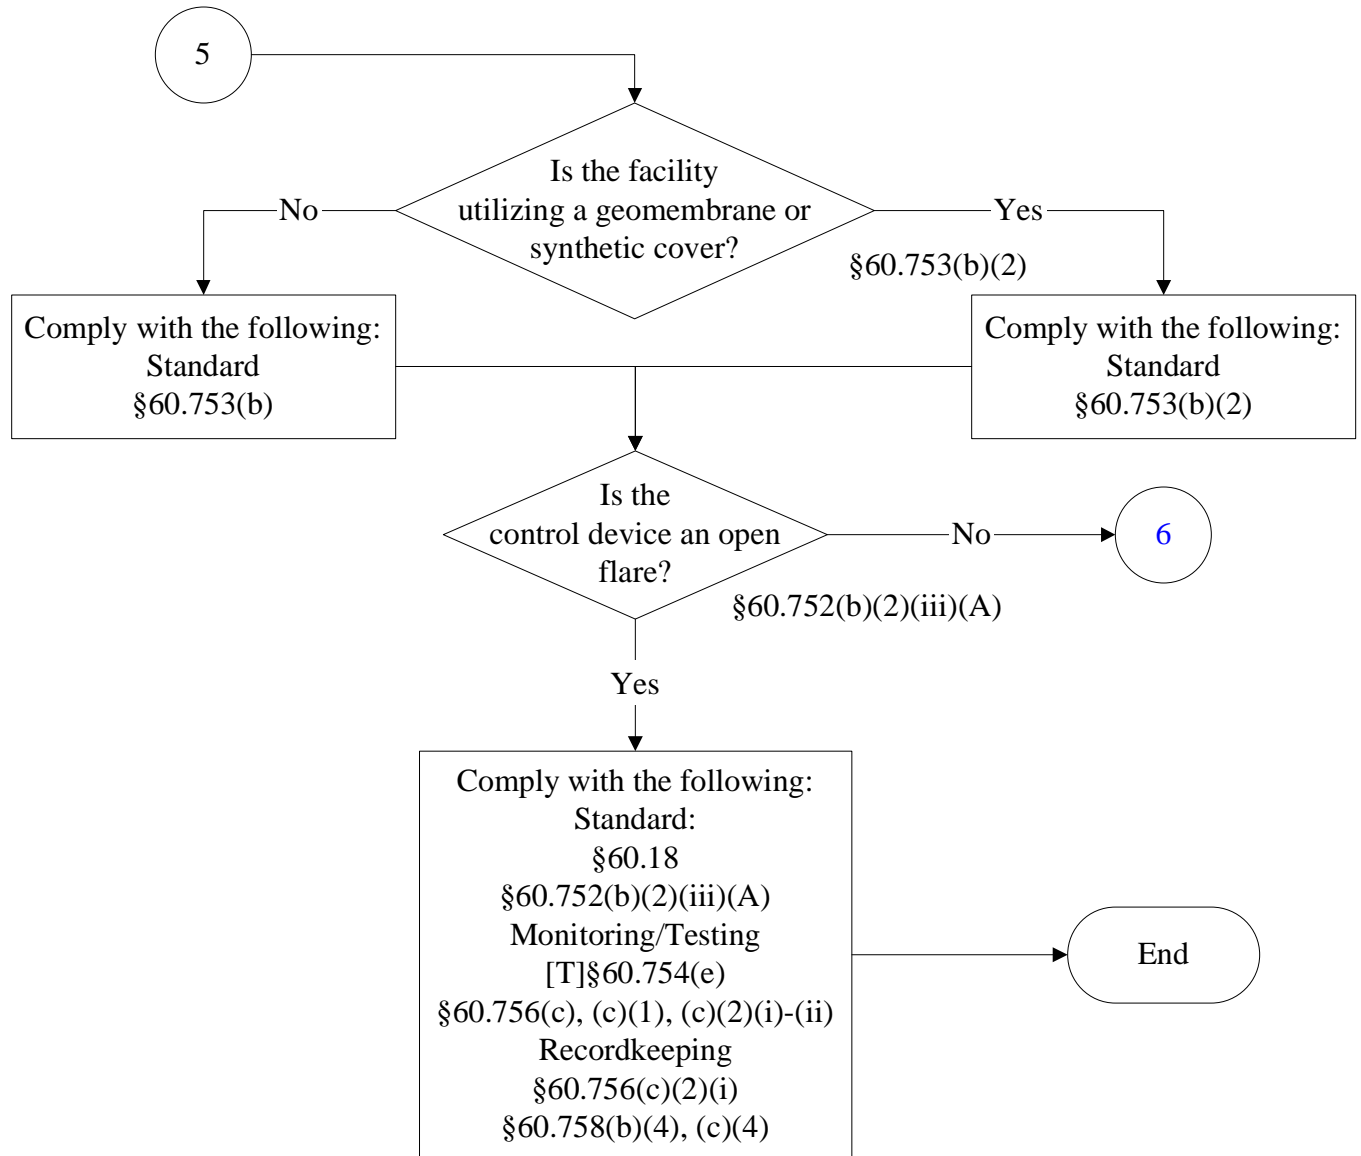 5
Is the facility
utilizing a geomembrane or
synthetic cover?
No
Yes
§60.753(b)(2)
Comply with the following:
Standard
§60.753(b)
Comply with the following:
Standard
§60.753(b)(2)
Is the
control device an open
flare?
No
6
§60.752(b)(2)(iii)(A)
Yes
Comply with the following:
Standard:
§60.18
§60.752(b)(2)(iii)(A)
Monitoring/Testing
[T]§60.754(e)
§60.756(c), (c)(1), (c)(2)(i)-(ii)
Recordkeeping
§60.756(c)(2)(i)
§60.758(b)(4), (c)(4)
End